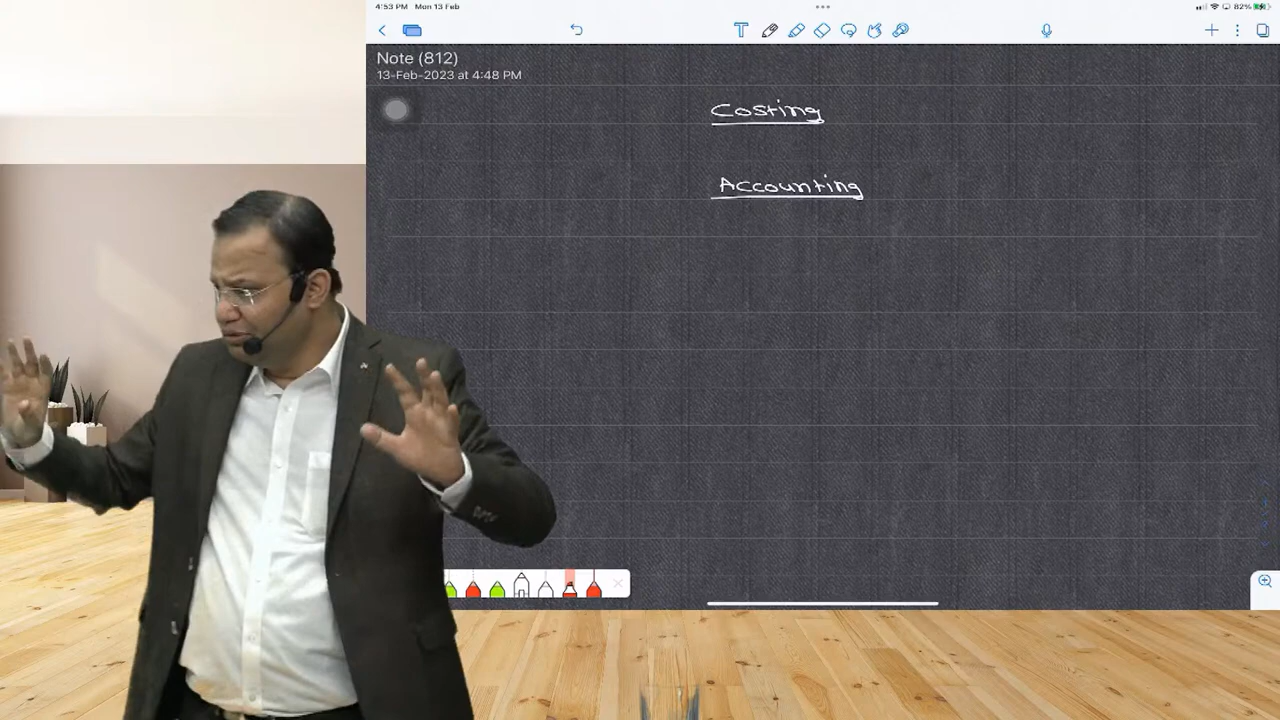 4:53 PM Mon 13 Feb
82%
T
Note (812)
13-Feb-2023 at 4:48 PM
Costing
Accounting